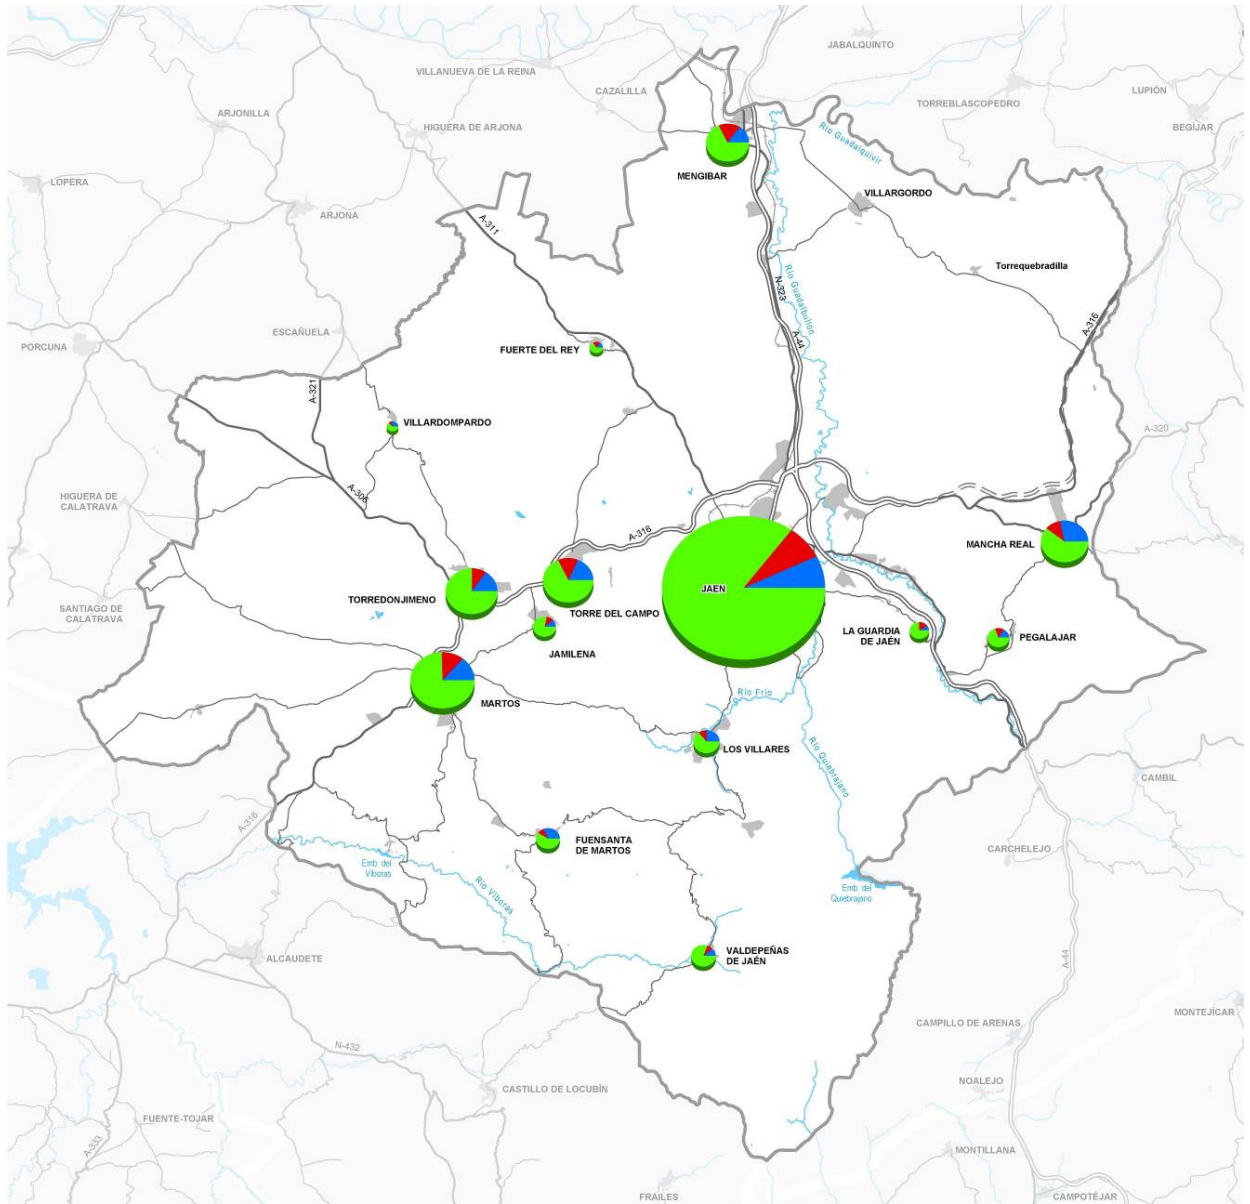 JABALQUINTO
VILLANUEVA DE LA REINA
CAZALILLA
TORREBLASCOPEDRO
LUPIÓN
ARJONILLA
HIGUERA DE ARJONA
BEGÍJAR
Río Guadalquivir
MENGIBAR
LOPERA
VILLARGORDO
ARJONA
A-311
Torrequebradilla
Río Guadalbullón
N-323
A-44
A-316
ESCAÑUELA
PORCUNA
FUERTE DEL REY
A-321
VILLARDOMPARDO
A-320
HIGUERA DE
CALATRAVA
A-306
A-316
MANCHA REAL
JAEN
TORREDONJIMENO
TORRE DEL CAMPO
SANTIAGO DE
CALATRAVA
LA GUARDIA
DE JAÉN
PEGALAJAR
JAMILENA
Río Frío
MARTOS
LOS VILLARES
Río Quiebrajano
CAMBIL
A-316
FUENSANTA
DE MARTOS
CARCHELEJO
Emb. del
Víboras
Río Víboras
Emb. del
Quiebrajano
VALDEPEÑAS
DE JAÉN
ALCAUDETE
A-44
MONTEJÍCAR
CAMPILLO DE ARENAS
N-432
NOALEJO
CASTILLO DE LOCUBÍN
FUENTE-TOJAR
A-333
MONTILLANA
FRAILES
CAMPOTÉJAR